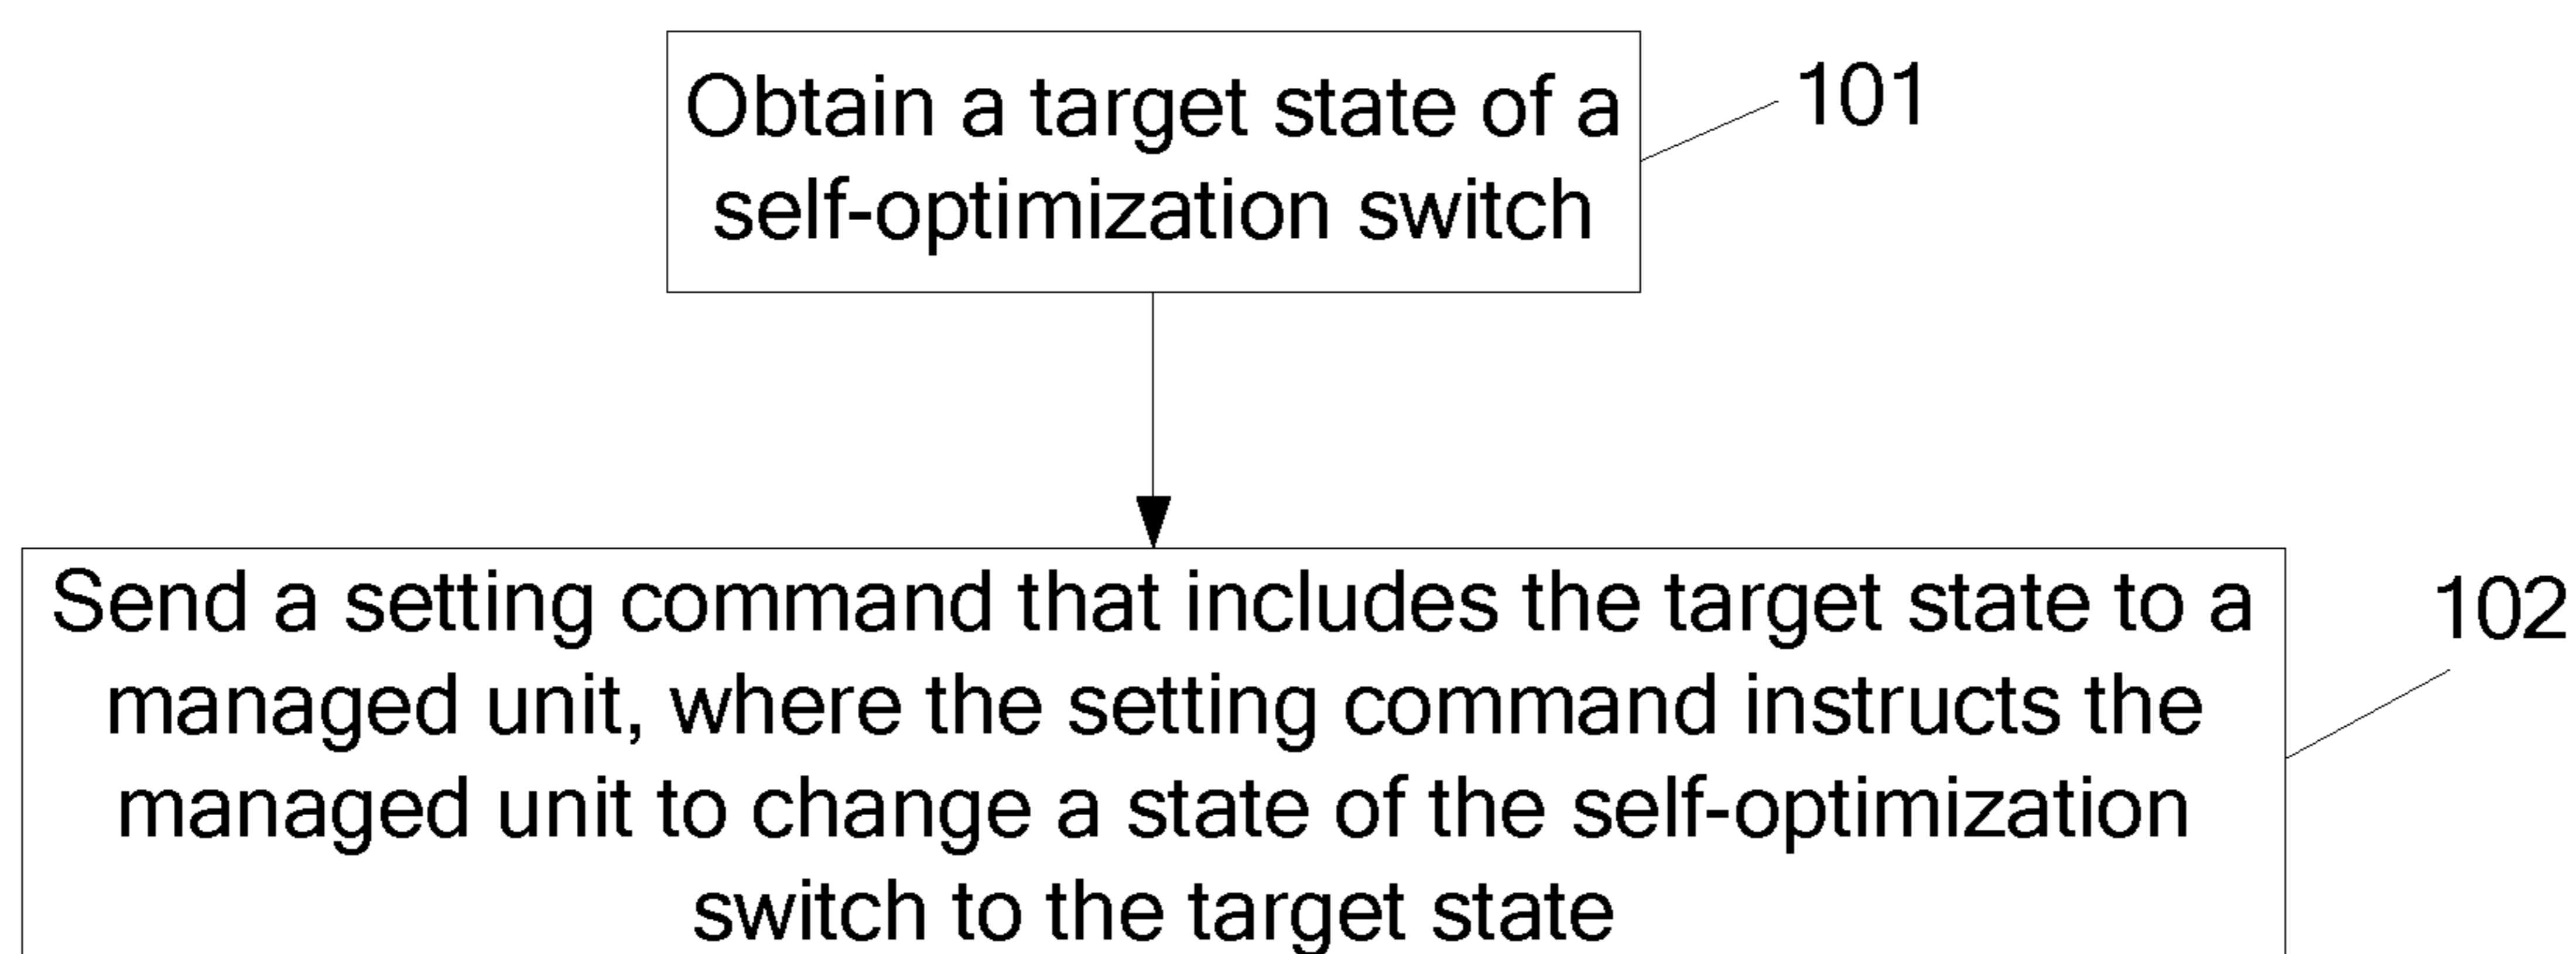 Obtain a target state of a
self-optimization switch
101
Send a setting command that includes the target state to a
managed unit, where the setting command instructs the
managed unit to change a state of the self-optimization
switch to the target state
102